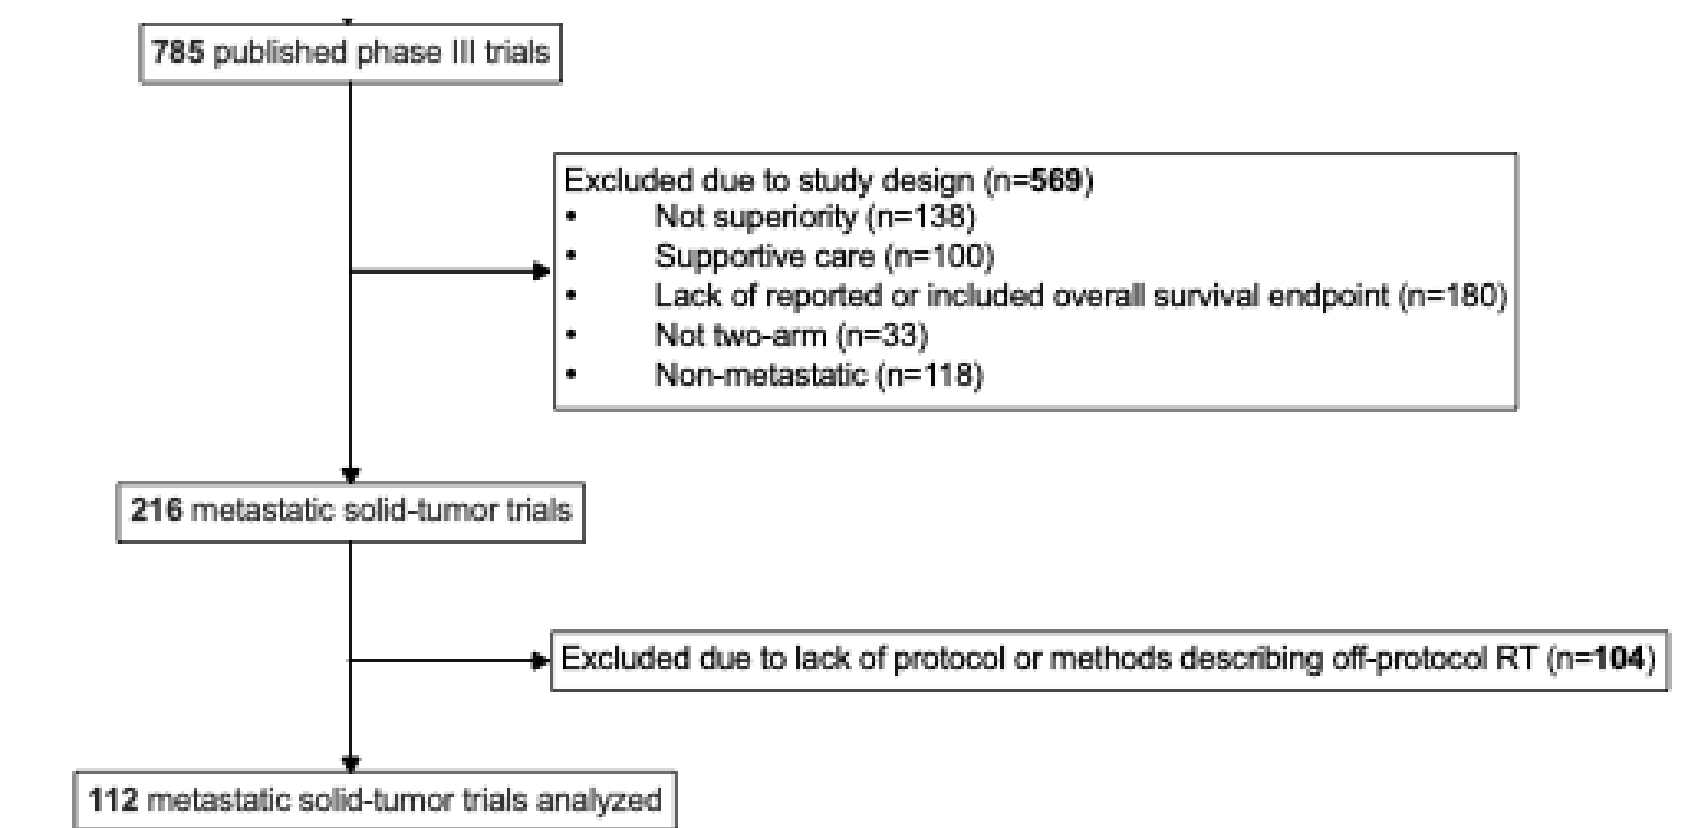 785 published phase III trials
Excluded due to study design (n=569)
• Not superiority (n=138)
• Supportive care (n=100)
• Lack of reported or included overall survival endpoint (n=180)
• Not two-arm (n=33)
• Non-metastatic (n=118)
216 metastatic solid-tumor trials
Excluded due to lack of protocol or methods describing off-protocol RT (n=104)
112 metastatic solid-tumor trials analyzed